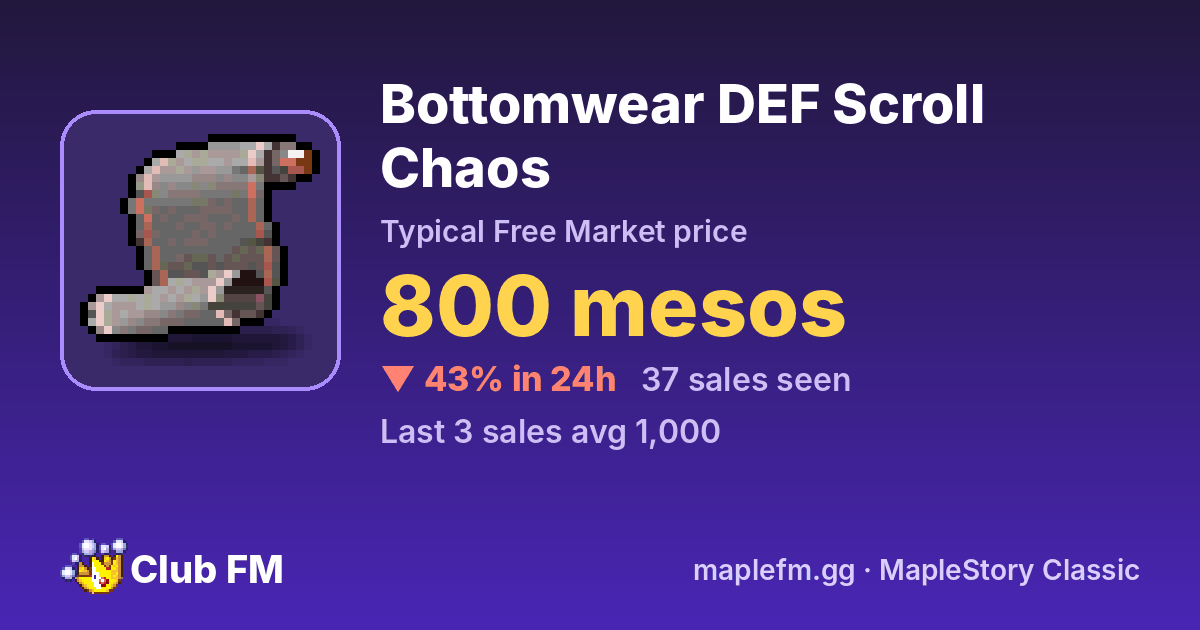 Bottomwear DEF Scroll
Chaos
Typical Free Market price
800 mesos
▼ 43% in 24h 37 sales seen
Last 3 sales avg 1,000
Club FM
maplefm.gg · MapleStory Classic